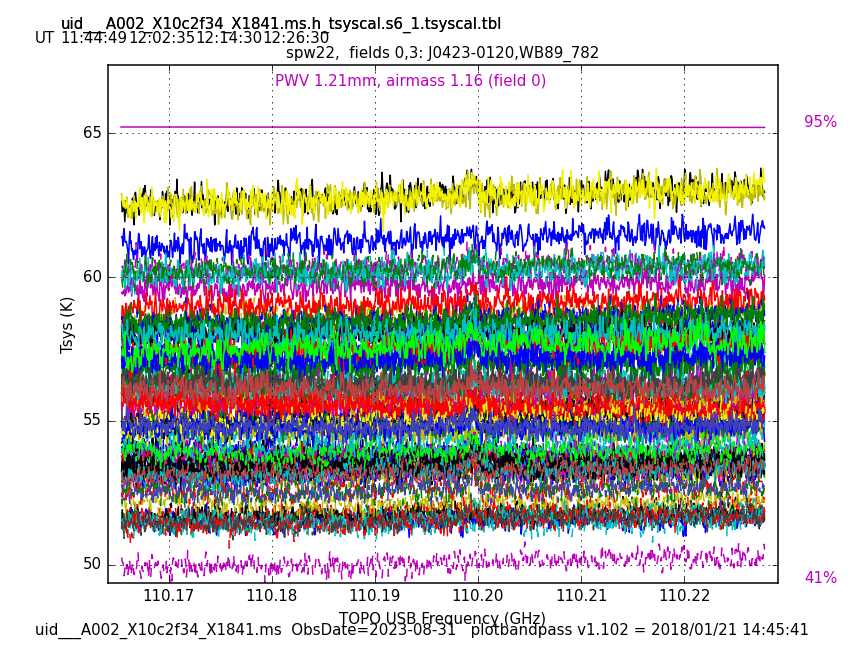 uid___A002_X10c2f34_X1841.ms.h_tsyscal.s6_1.tsyscal.tbl
UT 11:44:49 12:02:35 12:14:30 12:26:30
spw22,  fields 0,3: J0423-0120,WB89_782
PWV 1.21mm, airmass 1.16 (field 0)
95%
65
60
Tsys (K)
55
50
41%
110.17 110.18 110.19 110.20 110.21 110.22
TOPO USB Frequency (GHz)
uid___A002_X10c2f34_X1841.ms  ObsDate=2023-08-31   plotbandpass v1.102 = 2018/01/21 14:45:41